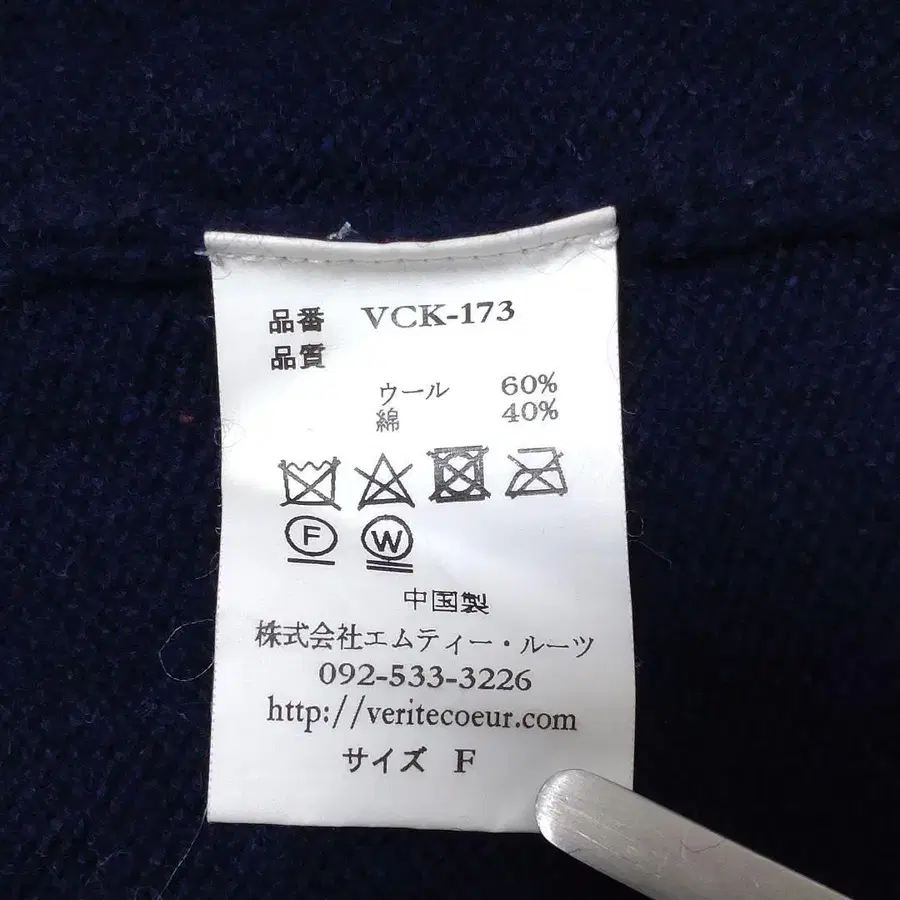 品番 VCK-173
品質
ウール 60%
綿 40%
F W
中国製
株式会社エムティー・ルーツ
092-533-3226
http://veritecoeur.com
サイズ F